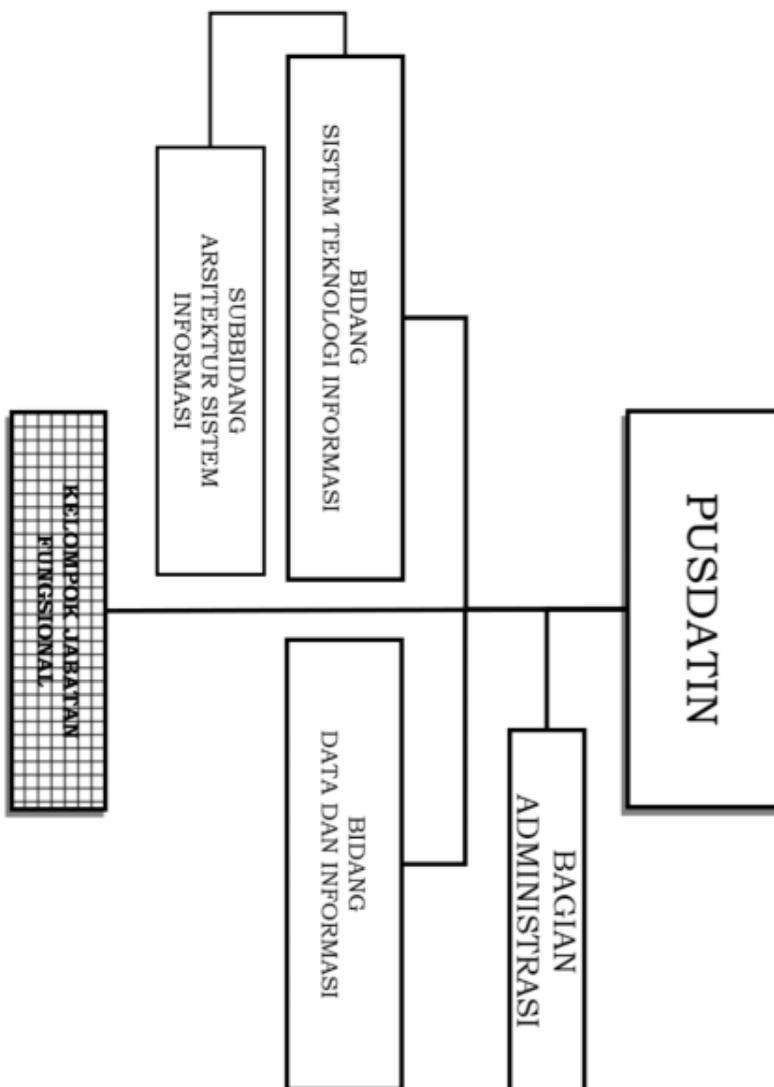 PUSDATIN
BAGIAN
ADMINISTRASI
BIDANG
SISTEM TEKNOLOGI INFORMASI
BIDANG
DATA DAN INFORMASI
SUBBIDANG
ARSITEKTUR SISTEM
INFORMASI
KELOMPOK JABATAN
FUNGSIONAL